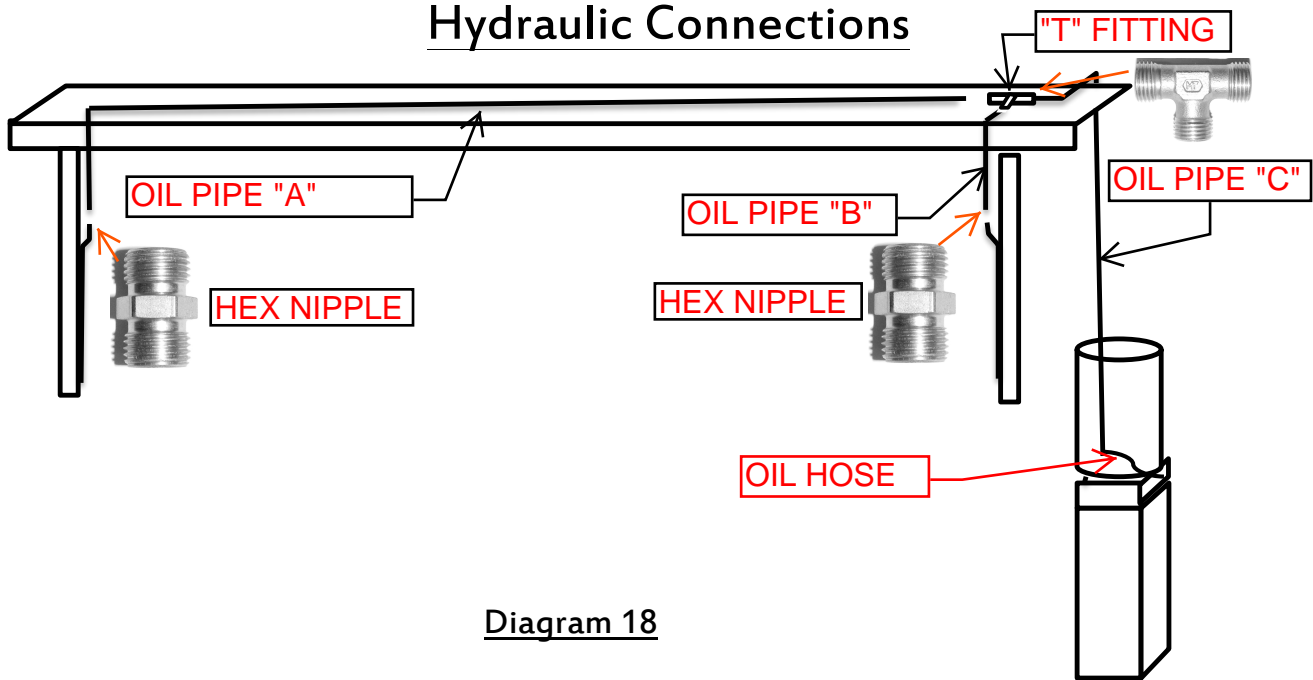 Hydraulic Connections
"T" FITTING
OIL PIPE "A"
OIL PIPE "B"
OIL PIPE "C"
HEX NIPPLE
HEX NIPPLE
OIL HOSE
Diagram 18